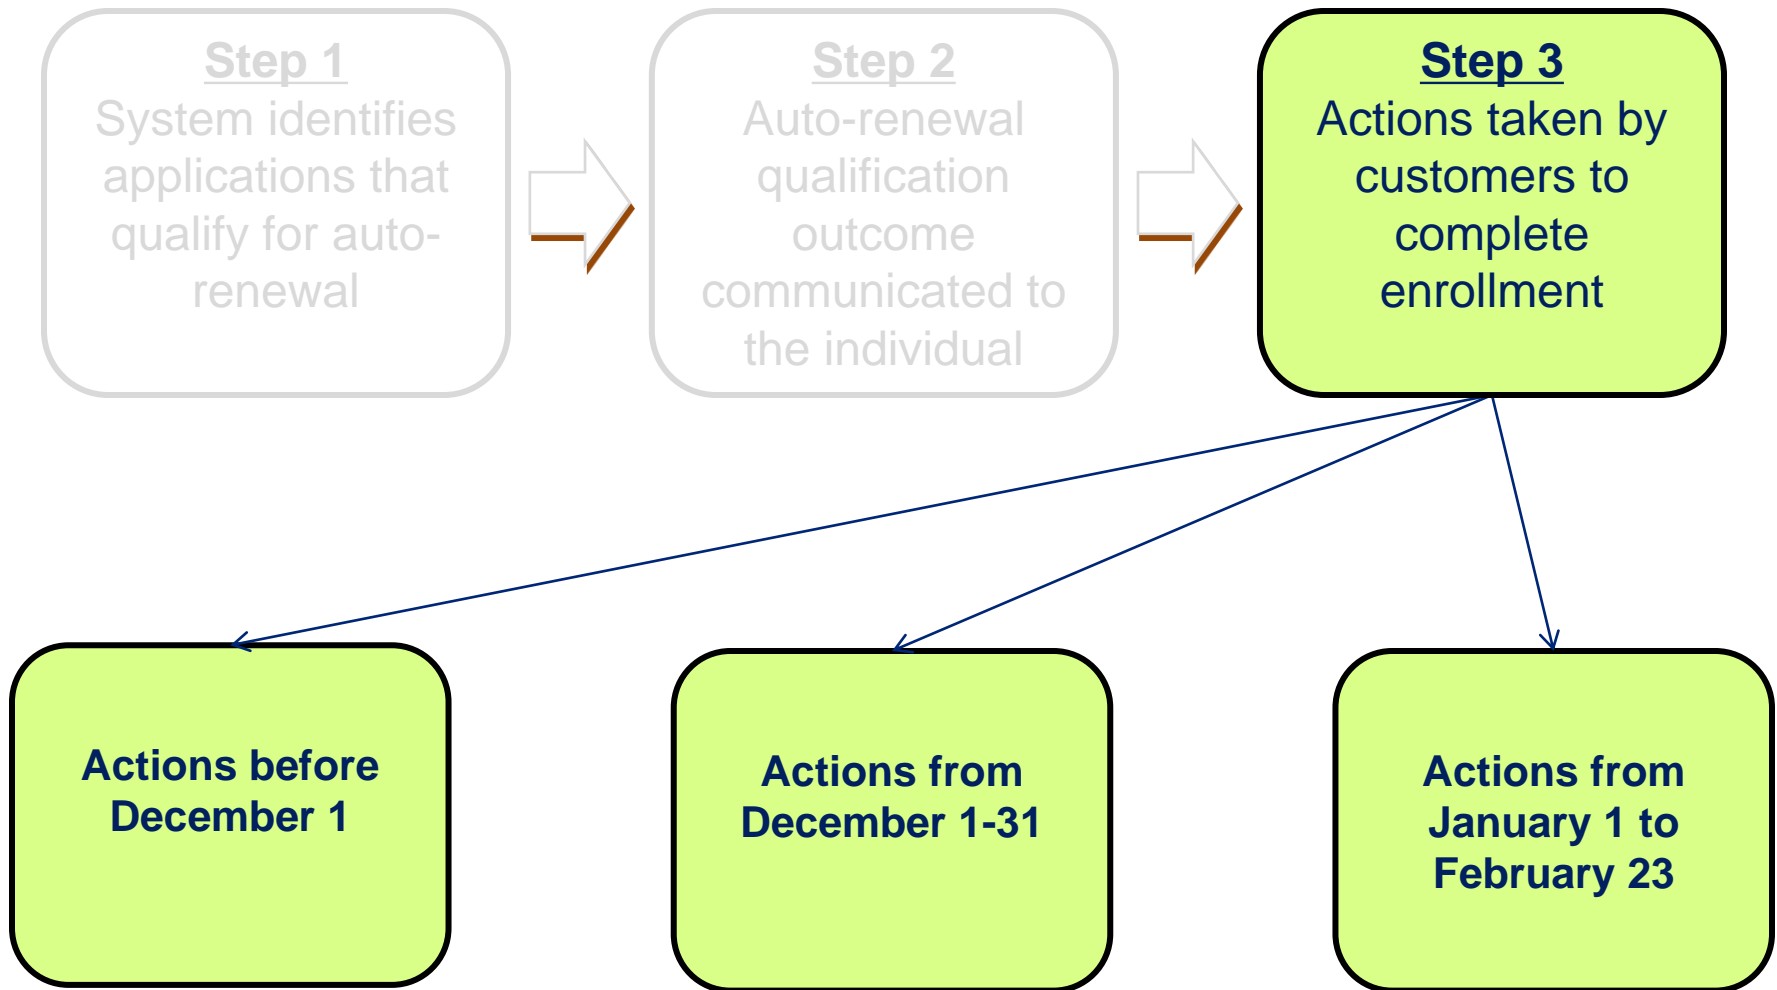 Step 1
System identifies
applications that
qualify for auto-
renewal
Step 2
Auto-renewal
qualification
outcome
communicated to
the individual
Step 3
Actions taken by
customers to
complete
enrollment
Actions before
December 1
Actions from
December 1-31
Actions from
January 1 to
February 23